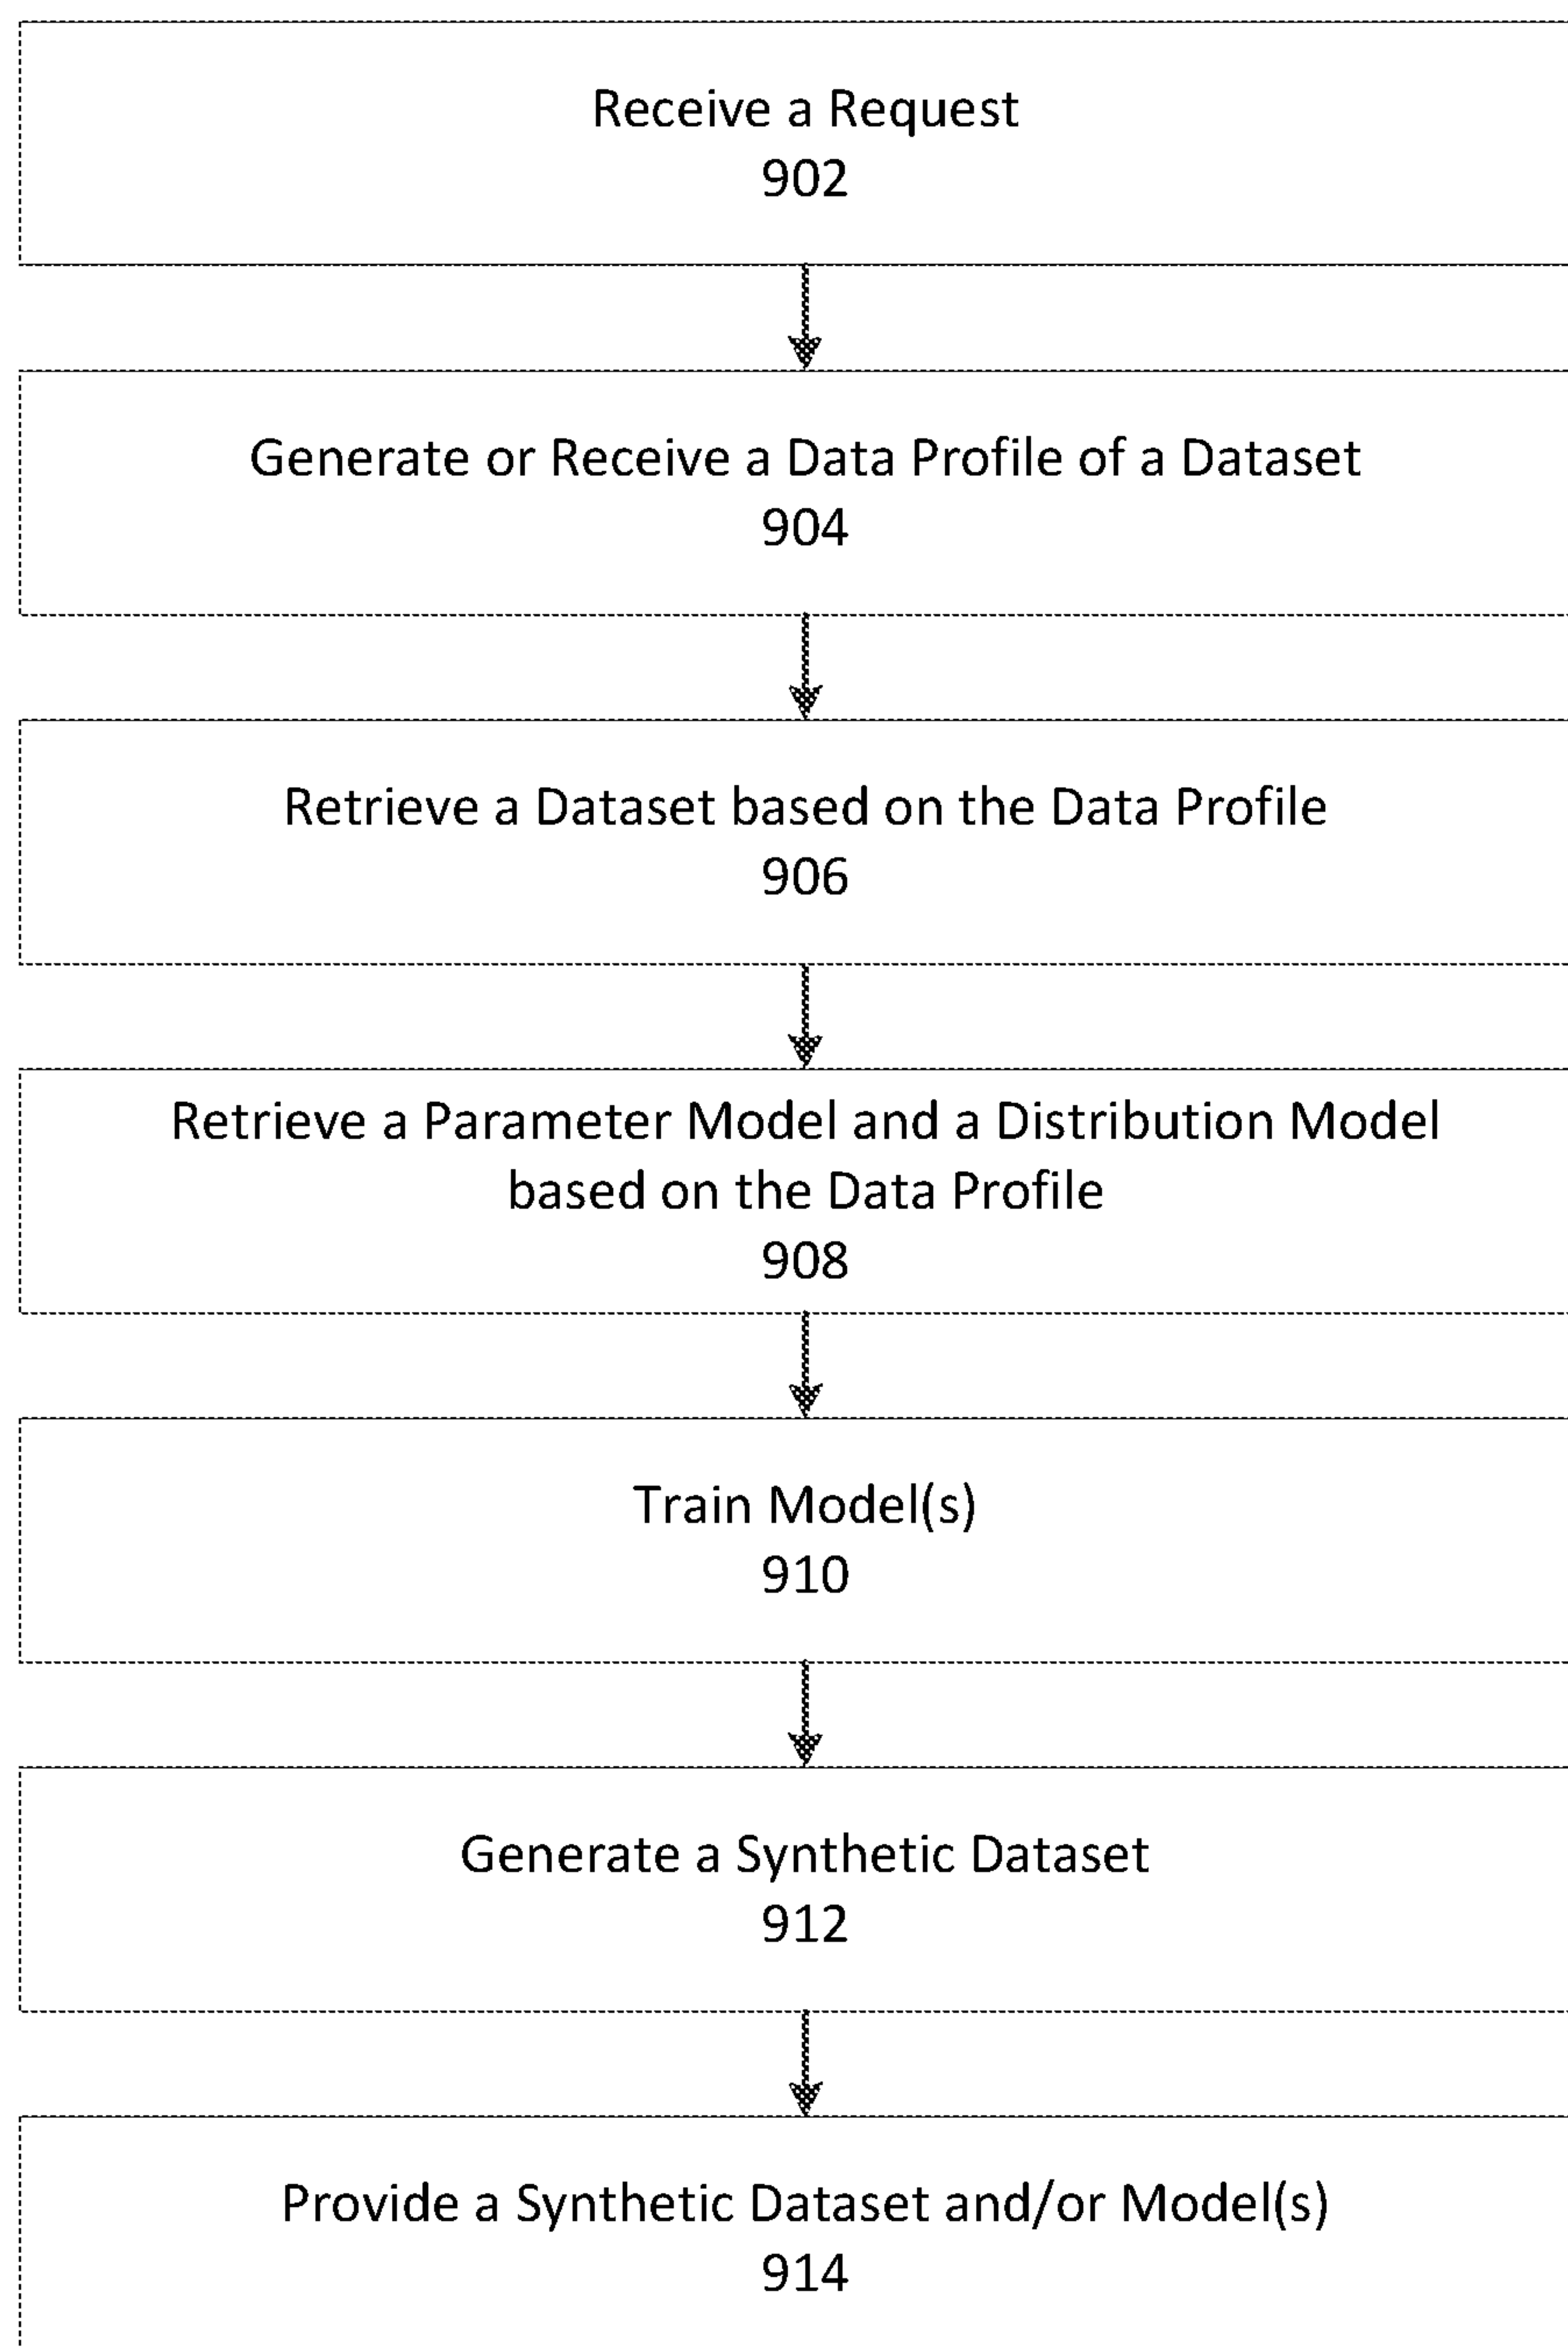 Receive a Request
902
Generate or Receive a Data Profile of a Dataset
904
Retrieve a Dataset based on the Data Profile
906
Retrieve a Parameter Model and a Distribution Model
based on the Data Profile
908
Train Model(s)
910
Generate a Synthetic Dataset
912
Provide a Synthetic Dataset and/or Model(s)
914